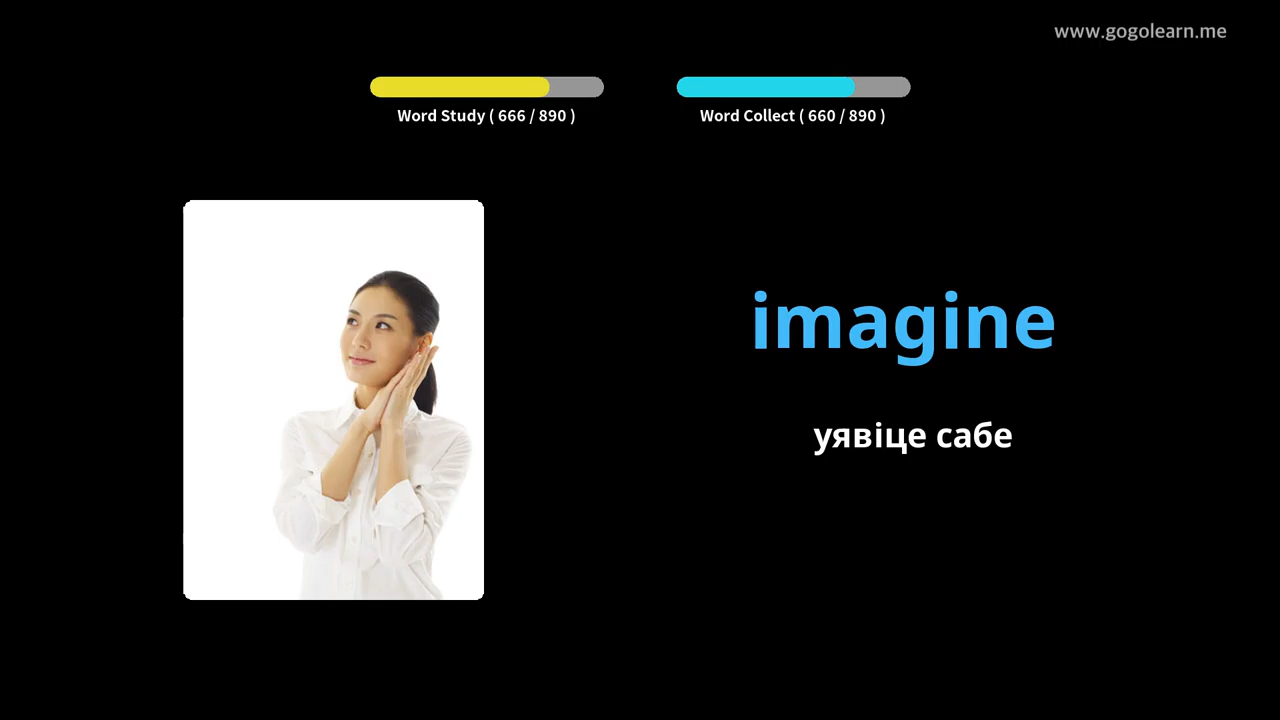 www.gogolearn.me
Word Study ( 666 / 890 )
Word Collect ( 660 / 890 )
imagine
уявіце сабе